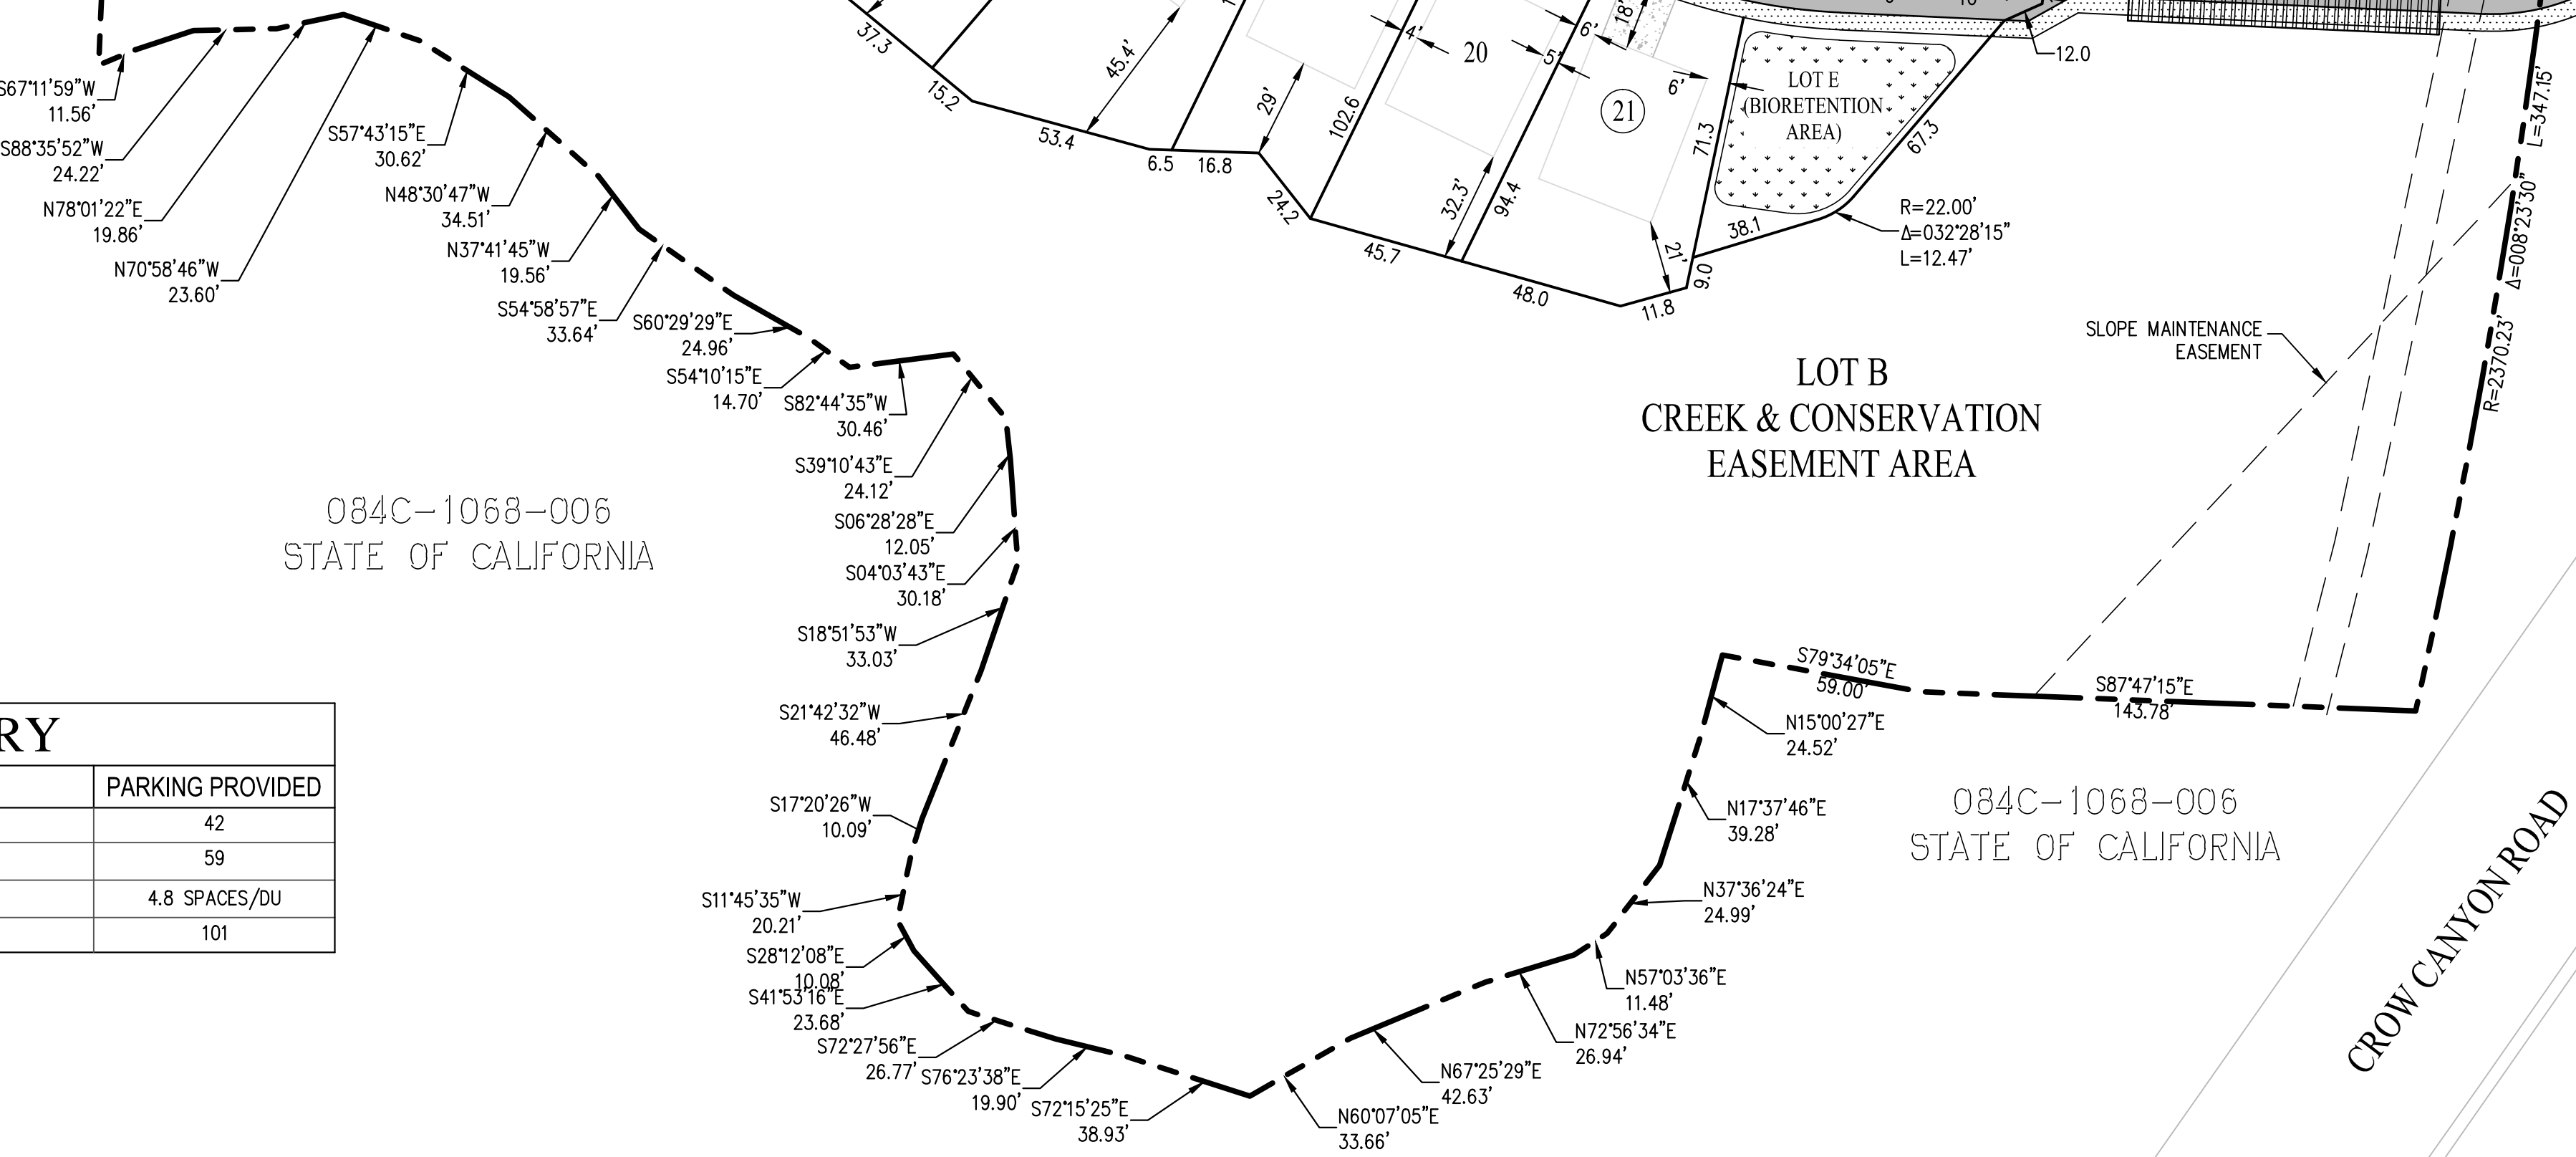 S67°11'59"W
11.56'
S88°35'52"W
24.22'
N78°01'22"E
19.86'
N70°58'46"W
23.60'
S57°43'15"E
30.62'
N48°30'47"W
34.51'
N37°41'45"W
19.56'
S54°58'57"E
33.64'
S60°29'29"E
24.96'
S54°10'15"E
14.70'
S82°44'35"W
30.46'
S39°10'43"E
24.12'
S06°28'28"E
12.05'
S04°03'43"E
30.18'
S18°51'53"W
33.03'
S21°42'32"W
46.48'
S17°20'26"W
10.09'
S11°45'35"W
20.21'
S28°12'08"E
10.08'
S41°53'16"E
23.68'
S72°27'56"E
26.77'
S76°23'38"E
19.90'
S72°15'25"E
38.93'
N60°07'05"E
33.66'
N67°25'29"E
42.63'
N72°56'34"E
26.94'
N57°03'36"E
11.48'
N37°36'24"E
24.99'
N17°37'46"E
39.28'
N15°00'27"E
24.52'
S79°34'05"E
59.00'
S87°47'15"E
143.78'
37.3
15.2
45.4'
53.4
6.5
16.8
29'
24.2
102.6
4'
20
5'
6'
18'
45.7
32.3'
94.4
21
6'
48.0
21'
11.8
9.0
71.3
38.1
67.3
12.0
LOT E
(BIORETENTION
AREA)
R=22.00'
Δ=032°28'15"
L=12.47'
LOT B
CREEK & CONSERVATION
EASEMENT AREA
SLOPE MAINTENANCE
EASEMENT
R=2370.23' Δ=008°23'30" L=347.15'
084C-1068-006
STATE OF CALIFORNIA
084C-1068-006
STATE OF CALIFORNIA
CROW CANYON ROAD
RY
PARKING PROVIDED
42
59
4.8 SPACES/DU
101